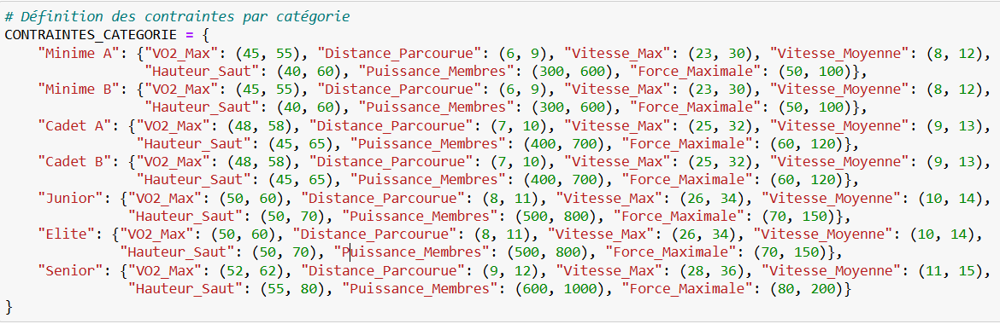 # Définition des contraintes par catégorie
CONTRAINTES_CATEGORIE = {
    "Minime A": {"VO2_Max": (45, 55), "Distance_Parcourue": (6, 9), "Vitesse_Max": (23, 30), "Vitesse_Moyenne": (8, 12),
                 "Hauteur_Saut": (40, 60), "Puissance_Membres": (300, 600), "Force_Maximale": (50, 100)},
    "Minime B": {"VO2_Max": (45, 55), "Distance_Parcourue": (6, 9), "Vitesse_Max": (23, 30), "Vitesse_Moyenne": (8, 12),
                 "Hauteur_Saut": (40, 60), "Puissance_Membres": (300, 600), "Force_Maximale": (50, 100)},
    "Cadet A": {"VO2_Max": (48, 58), "Distance_Parcourue": (7, 10), "Vitesse_Max": (25, 32), "Vitesse_Moyenne": (9, 13),
                "Hauteur_Saut": (45, 65), "Puissance_Membres": (400, 700), "Force_Maximale": (60, 120)},
    "Cadet B": {"VO2_Max": (48, 58), "Distance_Parcourue": (7, 10), "Vitesse_Max": (25, 32), "Vitesse_Moyenne": (9, 13),
                "Hauteur_Saut": (45, 65), "Puissance_Membres": (400, 700), "Force_Maximale": (60, 120)},
    "Junior": {"VO2_Max": (50, 60), "Distance_Parcourue": (8, 11), "Vitesse_Max": (26, 34), "Vitesse_Moyenne": (10, 14),
               "Hauteur_Saut": (50, 70), "Puissance_Membres": (500, 800), "Force_Maximale": (70, 150)},
    "Elite": {"VO2_Max": (50, 60), "Distance_Parcourue": (8, 11), "Vitesse_Max": (26, 34), "Vitesse_Moyenne": (10, 14),
              "Hauteur_Saut": (50, 70), "Puissance_Membres": (500, 800), "Force_Maximale": (70, 150)},
    "Senior": {"VO2_Max": (52, 62), "Distance_Parcourue": (9, 12), "Vitesse_Max": (28, 36), "Vitesse_Moyenne": (11, 15),
               "Hauteur_Saut": (55, 80), "Puissance_Membres": (600, 1000), "Force_Maximale": (80, 200)}
}